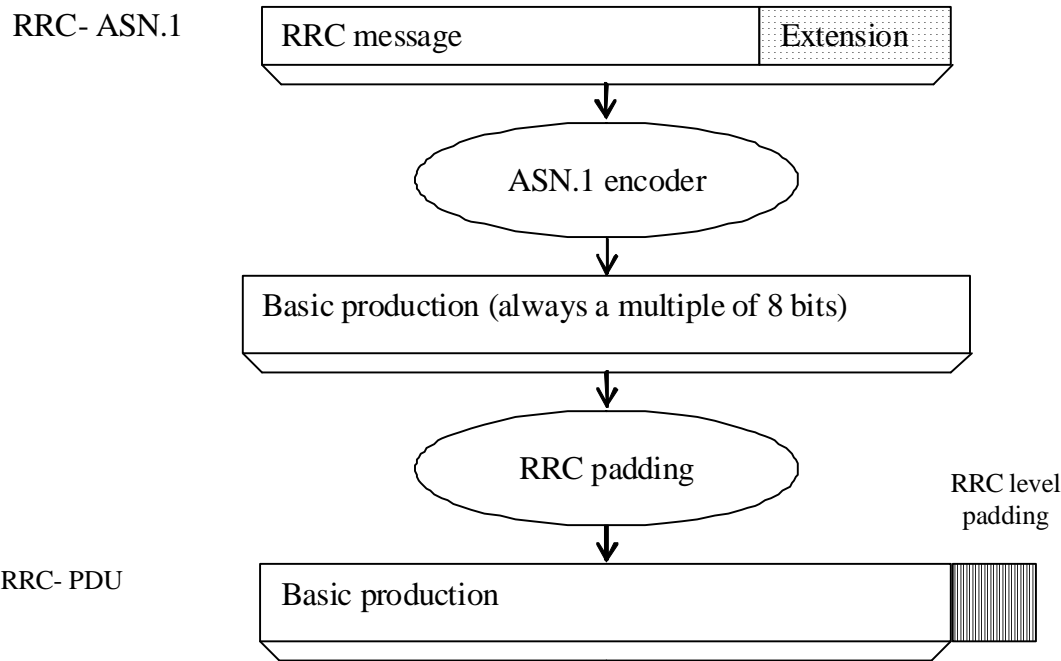 RRC- ASN.1
RRC message
Extension
ASN.1 encoder
Basic production (always a multiple of 8 bits)
RRC padding
RRC level
padding
RRC- PDU
Basic production